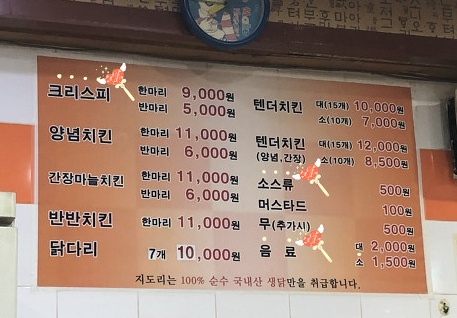 크리스피 한마리 9,000원
반마리 5,000원
양념치킨 한마리 11,000원
반마리 6,000원
간장마늘치킨 한마리 11,000원
반마리 6,000원
반반치킨 한마리 11,000원
닭다리 7개 10,000원
텐더치킨 대(15개) 10,000원
소(10개) 7,000원
텐더치킨 대(15개) 12,000원
(양념,간장) 소(10개) 8,500원
소스류 500원
머스타드 100원
무(추가시) 500원
음 료 대 2,000원
소 1,500원
지도리는 100% 순수 국내산 생닭만을 취급합니다.